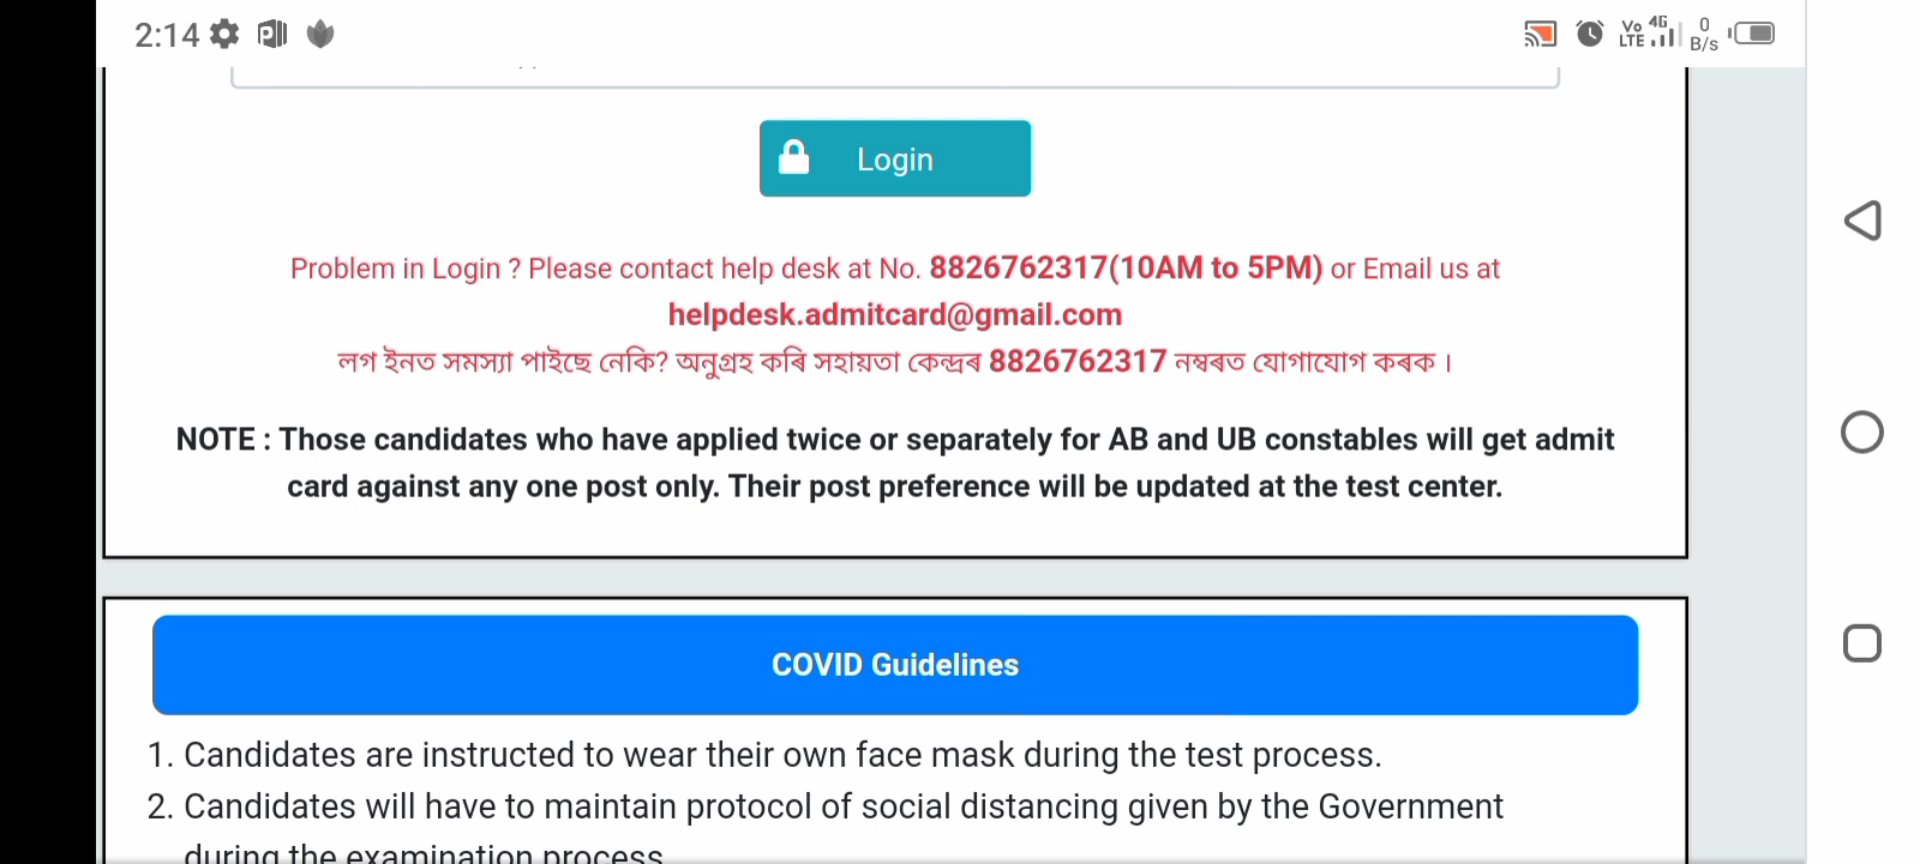 2:14
Vo 4G 0
LTE B/s
Login
Problem in Login ? Please contact help desk at No. 8826762317(10AM to 5PM) or Email us at
helpdesk.admitcard@gmail.com
লগ ইনত সমস্যা পাইছে নেকি? অনুগ্ৰহ কৰি সহায়তা কেন্দ্ৰৰ 8826762317 নম্বৰত যোগাযোগ কৰক ।
NOTE : Those candidates who have applied twice or separately for AB and UB constables will get admit
card against any one post only. Their post preference will be updated at the test center.
COVID Guidelines
1. Candidates are instructed to wear their own face mask during the test process.
2. Candidates will have to maintain protocol of social distancing given by the Government
during the examination process